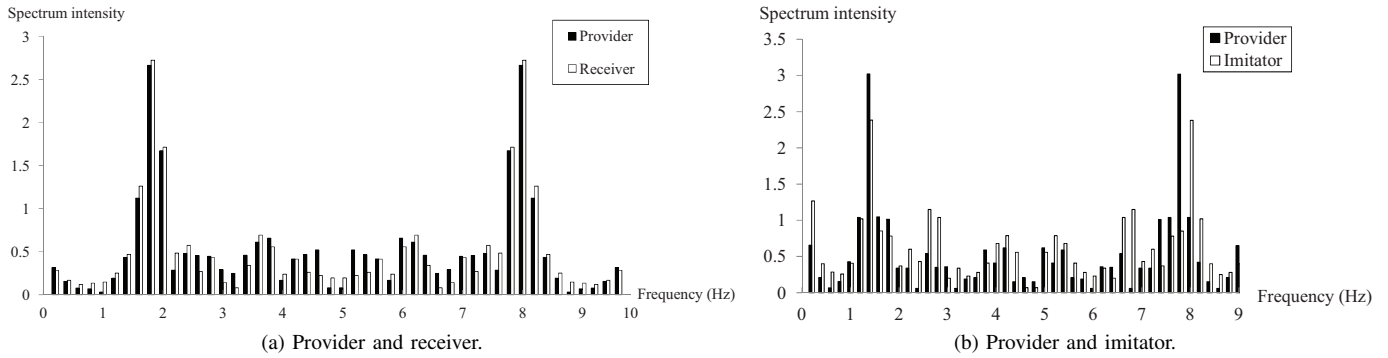 Spectrum intensity
3
2.5
2
1.5
1
0.5
0
0 1 2 3 4 5 6 7 8 9 10
Frequency (Hz)
Provider
Receiver
(a) Provider and receiver.
Spectrum intensity
3.5
3
2.5
2
1.5
1
0.5
0
0 1 2 3 4 5 6 7 8 9
Frequency (Hz)
Provider
Imitator
(b) Provider and imitator.